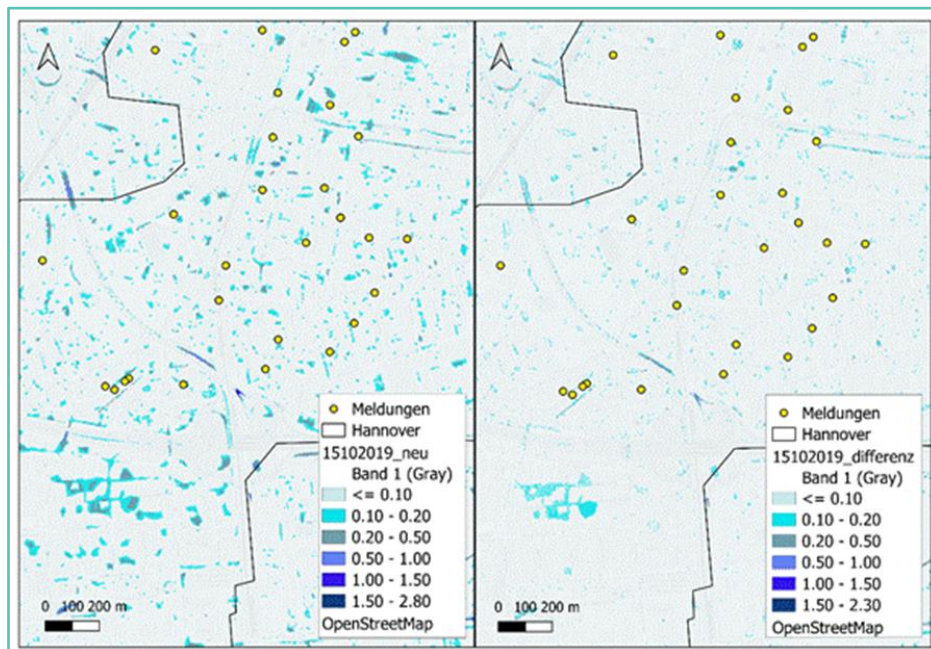 Meldungen
Hannover
15102019_neu
Band 1 (Gray)
<= 0.10
0.10 - 0.20
0.20 - 0.50
0.50 - 1.00
1.00 - 1.50
1.50 - 2.80
OpenStreetMap
0 100 200 m
Meldungen
Hannover
15102019_differenz
Band 1 (Gray)
<= 0.10
0.10 - 0.20
0.20 - 0.50
0.50 - 1.00
1.00 - 1.50
1.50 - 2.30
OpenStreetMap
0 100 200 m